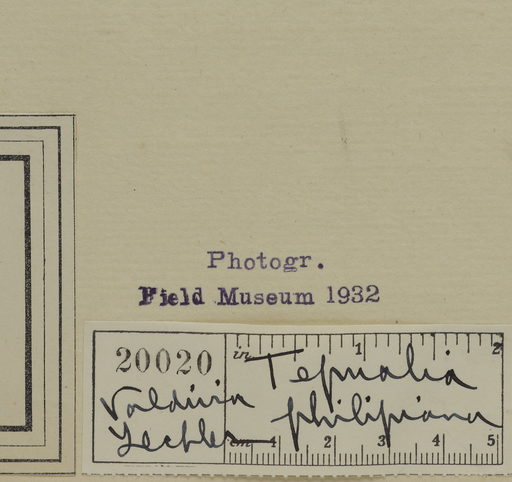 Photogr.
Field Museum 1932
20020
in 1 2
Tepualia
Valdivia
philipiana
Lechler
cm 1 2 3 4 5